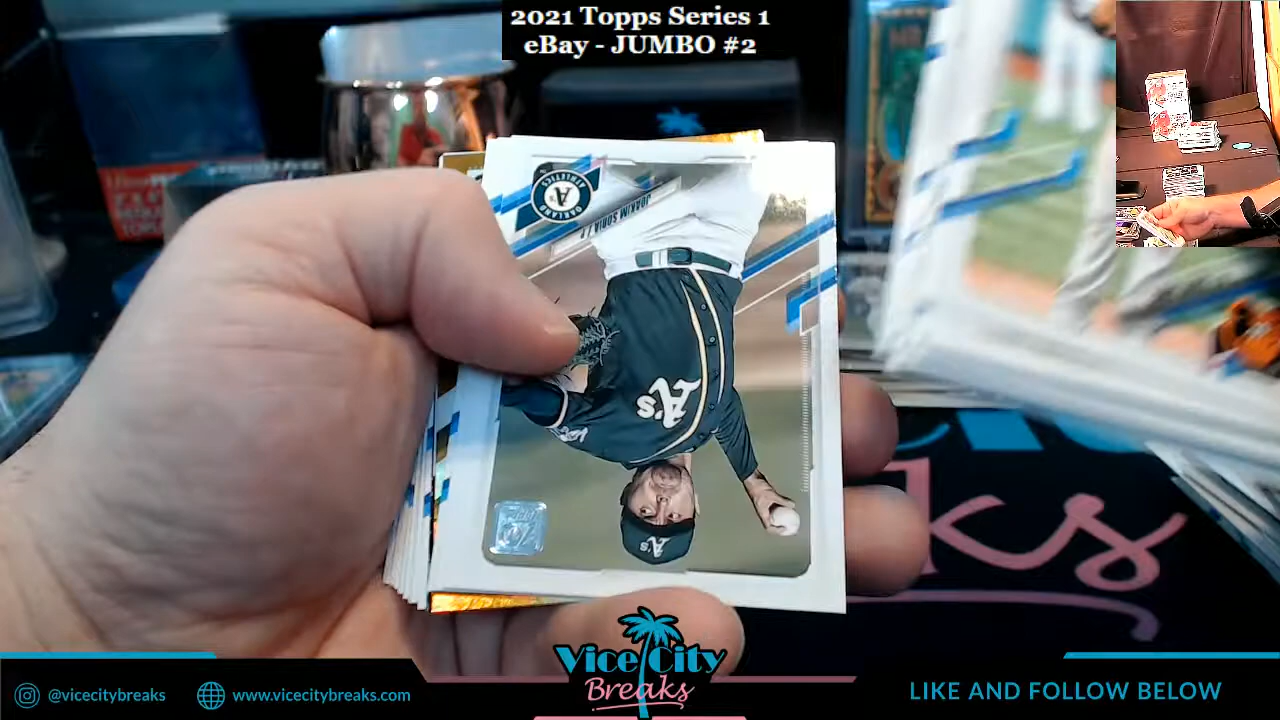 2021 Topps Series 1
eBay - JUMBO #2
OAKLAND
ATHLETICS
A
JOAKIM SORIA
A's
A's
ks
Vice City
Breaks
@vicecitybreaks
www.vicecitybreaks.com
LIKE AND FOLLOW BELOW